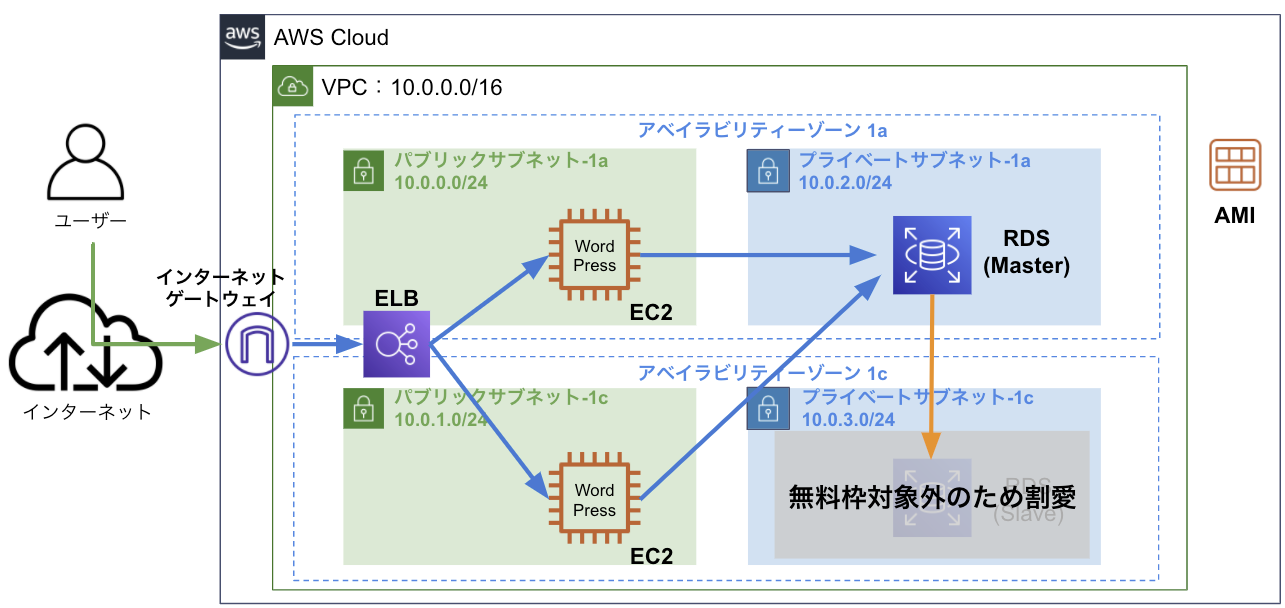 aws
AWS Cloud
VPC：10.0.0.0/16
アベイラビリティーゾーン 1a
パブリックサブネット-1a
10.0.0.0/24
プライベートサブネット-1a
10.0.2.0/24
ユーザー
Word
Press
EC2
RDS
(Master)
AMI
インターネット
ゲートウェイ
ELB
インターネット
アベイラビリティーゾーン 1c
パブリックサブネット-1c
10.0.1.0/24
プライベートサブネット-1c
10.0.3.0/24
Word
Press
EC2
無料枠対象外のため割愛
RDS
(Slave)